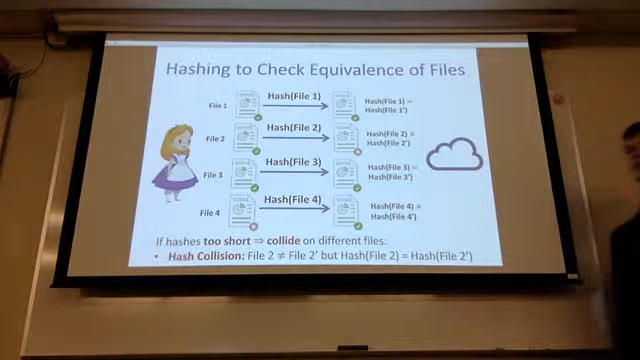 Hashing to Check Equivalence of Files
File 1
Hash(File 1)
Hash(File 1) =
Hash(File 1')
File 2
Hash(File 2)
Hash(File 2)
Hash(File 2')
File 3
Hash(File 3)
Hash(File 3) =
Hash(File 3')
File 4
Hash(File 4)
Hash(File 4)
Hash(File 4')
If hashes too short ⇒ collide on different files:
• Hash Collision: File 2 ≠ File 2' but Hash(File 2) = Hash(File 2')